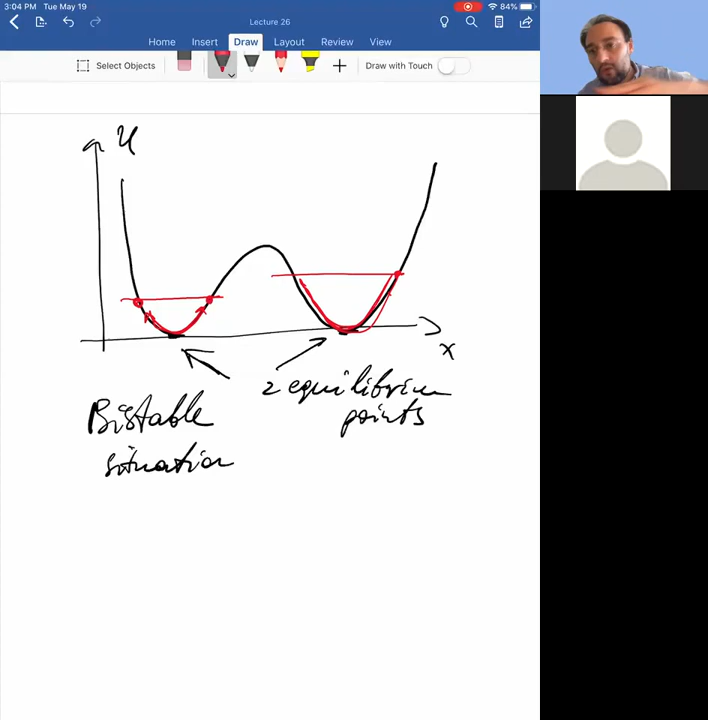 3:04 PM Tue May 19
84%
Lecture 26
Home Insert Draw Layout Review View
Select Objects
Draw with Touch
U
x
2 equilibrium
points
Bistable
situation